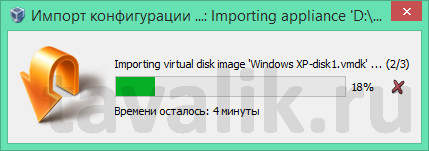 Импорт конфигурации ...: Importing appliance 'D:\...
Importing virtual disk image 'Windows XP-disk1.vmdk' ... (2/3)
18%
Времени осталось: 4 минуты
tavalik.ru